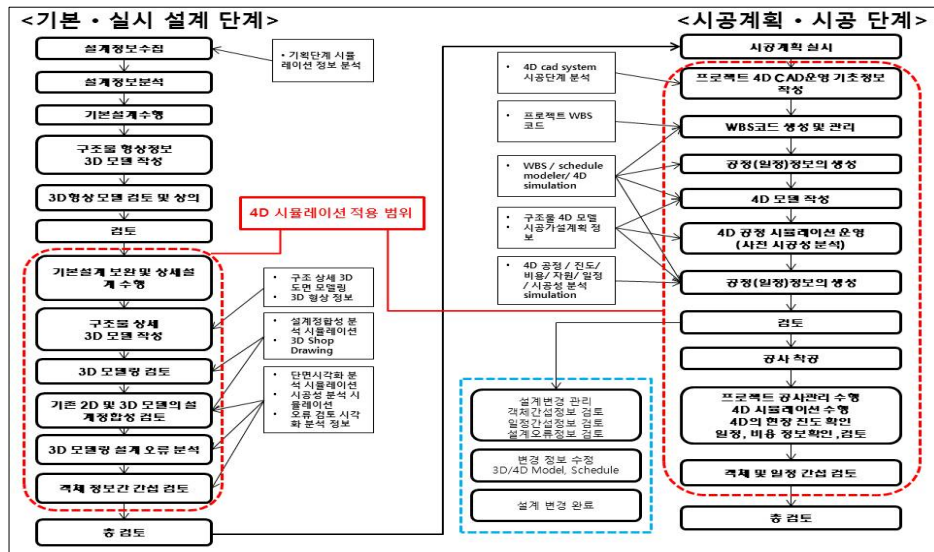 <기본 · 실시 설계 단계>
설계정보수집
설계정보분석
기본설계수행
구조물 형상정보
3D 모델 작성
3D형상 모델 검토 및 상의
검토
기본설계 보완 및 상세설
계 수행
구조물 상세
3D 모델 작성
3D 모델링 검토
기존 2D 및 3D 모델의 설
계정합성 검토
3D 모델링 설계 오류 분석
객체 정보간 간섭 검토
총 검토
• 기획단계 시뮬
레이션 정보 분석
4D 시뮬레이션 적용 범위
• 구조 상세 3D
도면 모델링
• 3D 형상 정보
• 설계정합성 분
석 시뮬레이션
• 3D Shop
Drawing
• 단면시각화 분
석 시뮬레이션
• 시공성 분석 시
뮬레이션
• 오류 검토 시각
화 분석 정보
<시공계획 · 시공 단계>
• 4D cad system
시공단계 분석
• 프로젝트 WBS
코드
• WBS / schedule
modeler/ 4D
simulation
• 구조물 4D 모델
• 시공가설계획 정
보
• 4D 공정 / 진도/
비용/ 자원/ 일정
/ 시공성 분석
simulation
시공계획 실시
프로젝트 4D CAD운영 기초정보
작성
WBS코드 생성 및 관리
공정(일정)정보의 생성
4D 모델 작성
4D 공정 시뮬레이션 운영
(사전 시공성 분석)
공정(일정)정보의 생성
검토
공사 착공
프로젝트 공사관리 수행
4D 시뮬레이션 수행
4D의 현장 진도 확인
일정, 비용 정보확인 ,검토
객체 및 일정 간섭 검토
총 검토
설계변경 관리
객체간섭정보 검토
일정간섭정보 검토
설계오류정보 검토
변경 정보 수정
3D/4D Model, Schedule
설계 변경 완료